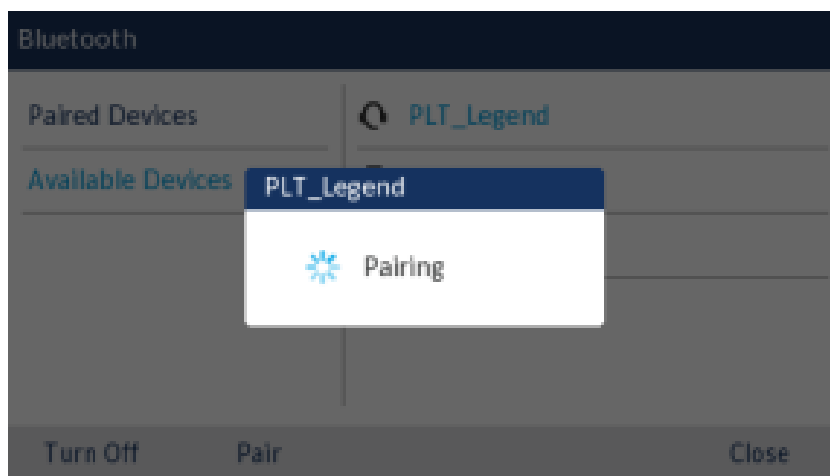 Bluetooth
Paired Devices
PLT_Legend
Available Devices
PLT_Legend
Pairing
Turn Off Pair Close